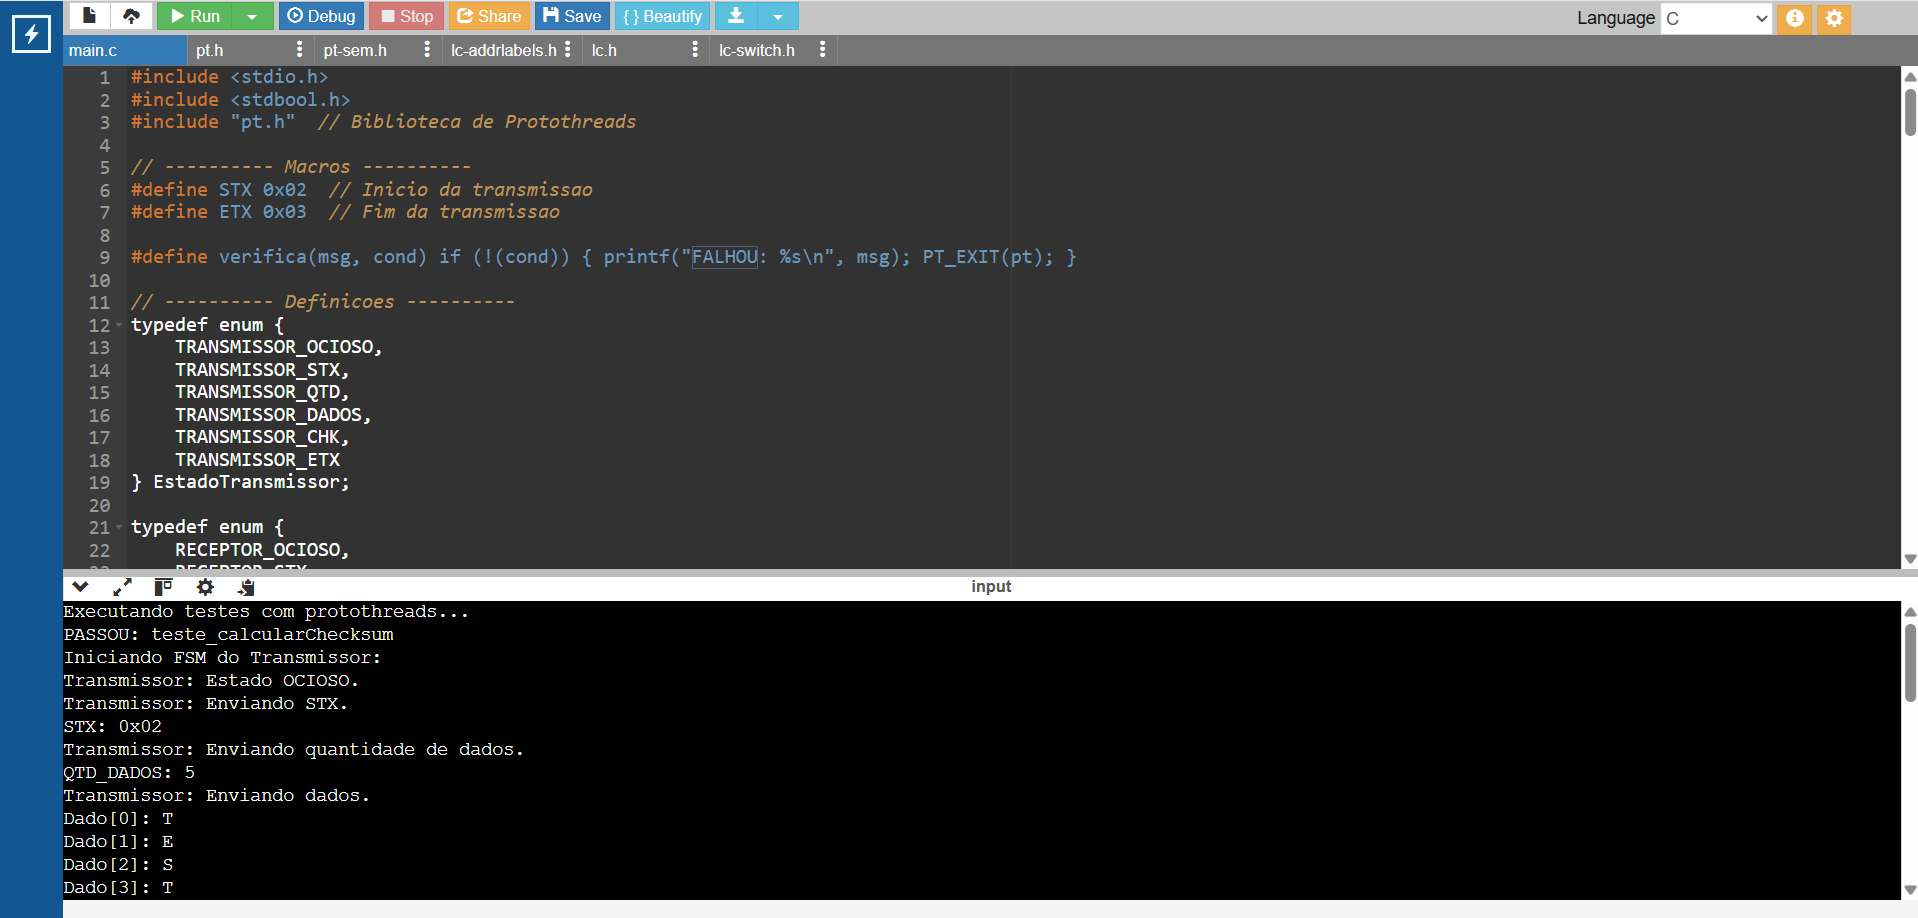 Run Debug Stop Share Save { } Beautify Language C
main.c pt.h pt-sem.h lc-addrlabels.h lc.h lc-switch.h
1 #include <stdio.h>
2 #include <stdbool.h>
3 #include "pt.h"  // Biblioteca de Protothreads
4
5 // ---------- Macros ----------
6 #define STX 0x02  // Inicio da transmissao
7 #define ETX 0x03  // Fim da transmissao
8
9 #define verifica(msg, cond) if (!(cond)) { printf("FALHOU: %s\n", msg); PT_EXIT(pt); }
10
11 // ---------- Definicoes ----------
12 typedef enum {
13     TRANSMISSOR_OCIOSO,
14     TRANSMISSOR_STX,
15     TRANSMISSOR_QTD,
16     TRANSMISSOR_DADOS,
17     TRANSMISSOR_CHK,
18     TRANSMISSOR_ETX
19 } EstadoTransmissor;
20
21 typedef enum {
22     RECEPTOR_OCIOSO,
23     RECEPTOR_STX,
input
Executando testes com protothreads...
PASSOU: teste_calcularChecksum
Iniciando FSM do Transmissor:
Transmissor: Estado OCIOSO.
Transmissor: Enviando STX.
STX: 0x02
Transmissor: Enviando quantidade de dados.
QTD_DADOS: 5
Transmissor: Enviando dados.
Dado[0]: T
Dado[1]: E
Dado[2]: S
Dado[3]: T